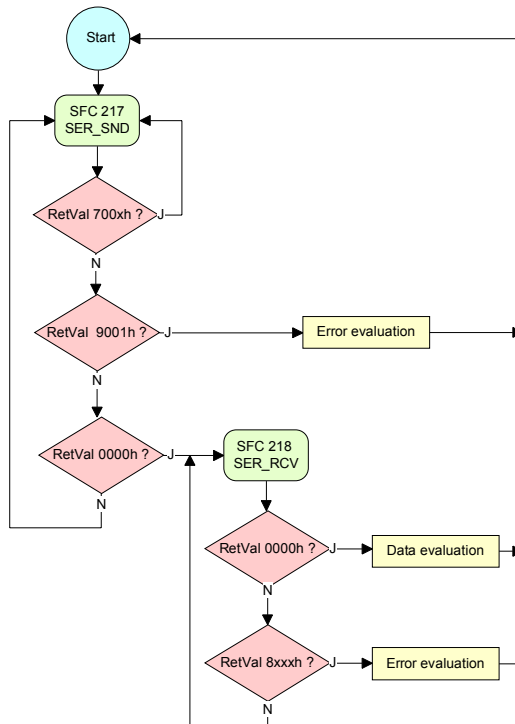 Start
SFC 217
SER_SND
RetVal 700xh ?
J
N
RetVal  9001h ?
J
Error evaluation
N
RetVal 0000h ?
J
N
SFC 218
SER_RCV
RetVal 0000h ?
J
Data evaluation
N
RetVal 8xxxh ?
J
Error evaluation
N